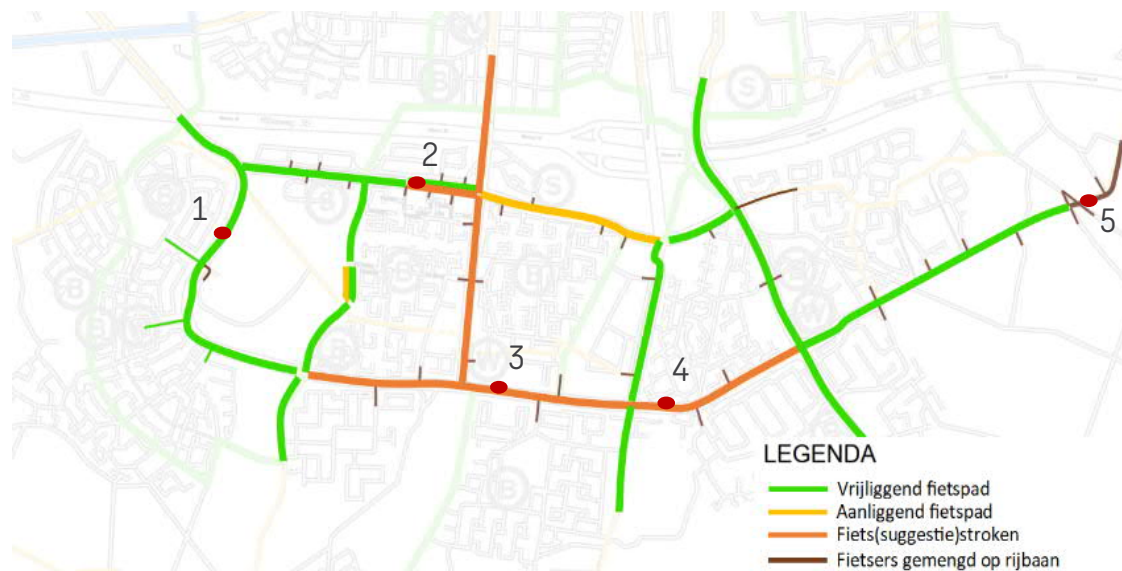 2
1
5
3
4
LEGENDA
Vrijliggend fietspad
Aanliggend fietspad
Fiets(suggestie)stroken
Fietsers gemengd op rijbaan